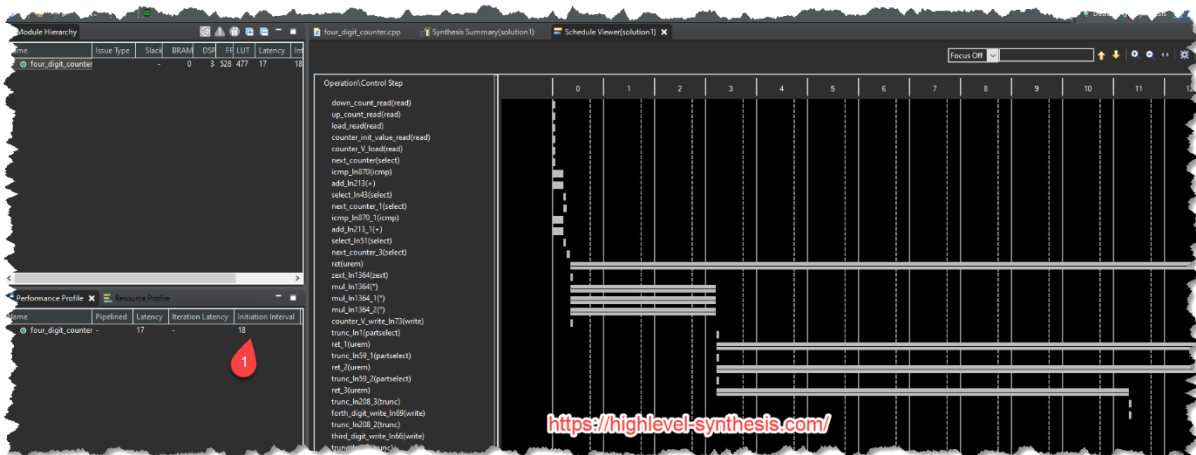 Module Hierarchy
Issue Type Slack BRAM DSP FF LUT Latency
four_digit_counter - 0 3 528 477 17 18
Performance Profile Resource Profile
Pipelined Latency Iteration Latency Initiation Interval
four_digit_counter - 17 - 18
1
four_digit_counter.cpp Synthesis Summary(solution1) Schedule Viewer(solution1)
Focus Off
Operation\Control Step 0 1 2 3 4 5 6 7 8 9 10 11
down_count_read(read)
up_count_read(read)
load_read(read)
counter_init_value_read(read)
counter_V_load(read)
next_counter(select)
icmp_ln870(icmp)
add_ln213(+)
select_ln43(select)
next_counter_1(select)
icmp_ln870_1(icmp)
add_ln213_1(+)
select_ln51(select)
next_counter_3(select)
ret(urem)
zext_ln1364(zext)
mul_ln1364(*)
mul_ln1364_1(*)
mul_ln1364_2(*)
counter_V_write_ln73(write)
trunc_ln1(partselect)
ret_1(urem)
trunc_ln59_1(partselect)
ret_2(urem)
trunc_ln59_2(partselect)
ret_3(urem)
trunc_ln208_3(trunc)
forth_digit_write_ln69(write)
trunc_ln208_2(trunc)
third_digit_write_ln66(write)
https://highlevel-synthesis.com/